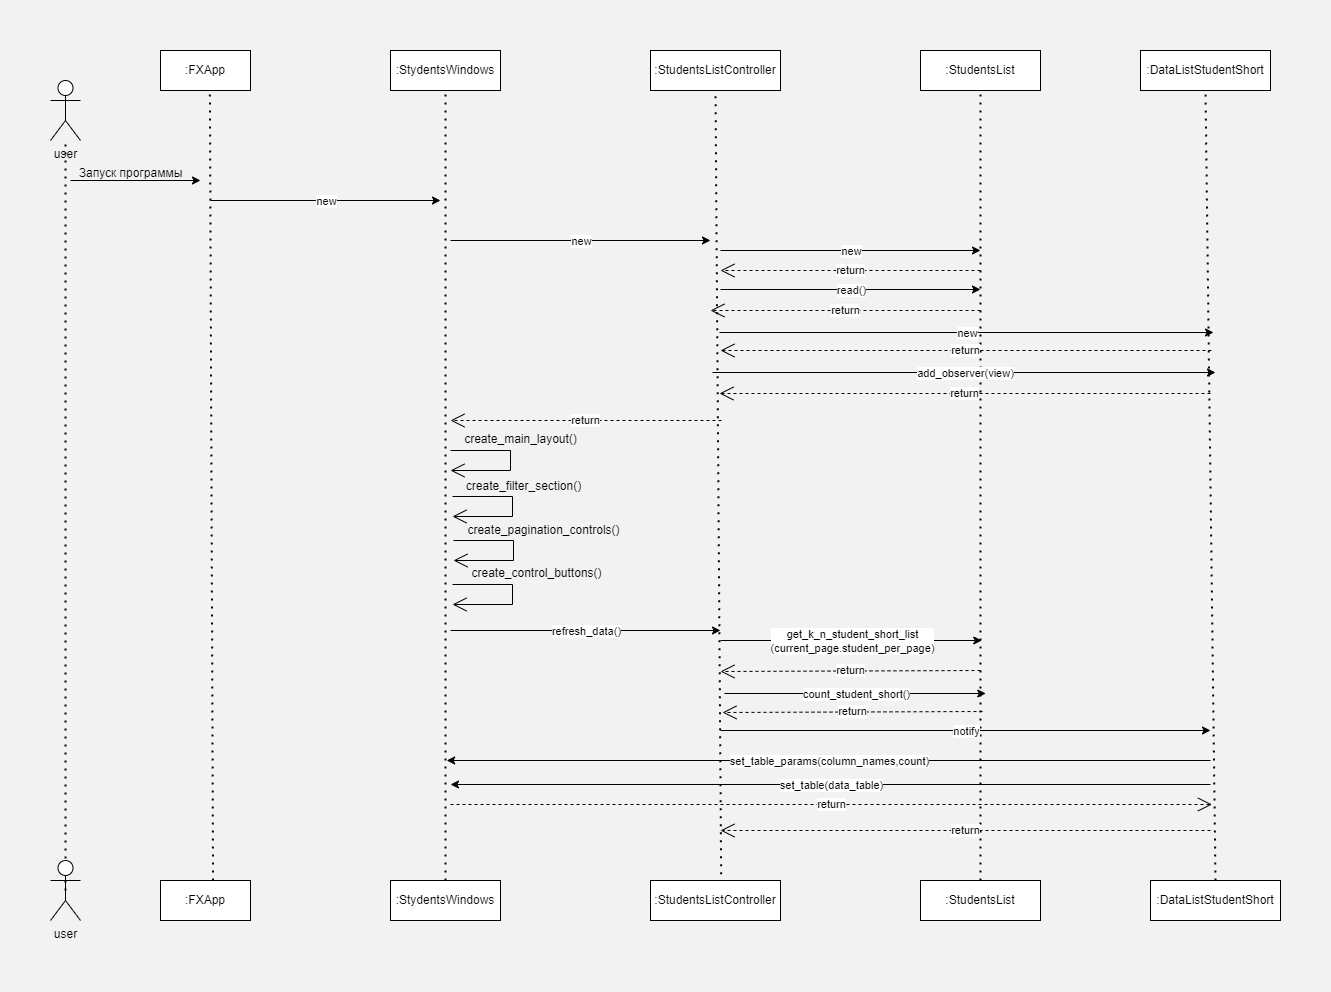 :FXApp
:StydentsWindows
:StudentsListController
:StudentsList
:DataListStudentShort
user
Запуск программы
new
new
new
return
read()
return
new
return
add_observer(view)
return
return
create_main_layout()
create_filter_section()
create_pagination_controls()
create_control_buttons()
refresh_data()
get_k_n_student_short_list
(current_page.student_per_page)
return
count_student_short()
return
notify
set_table_params(column_names,count)
set_table(data_table)
return
return
:FXApp
:StydentsWindows
:StudentsListController
:StudentsList
:DataListStudentShort
user